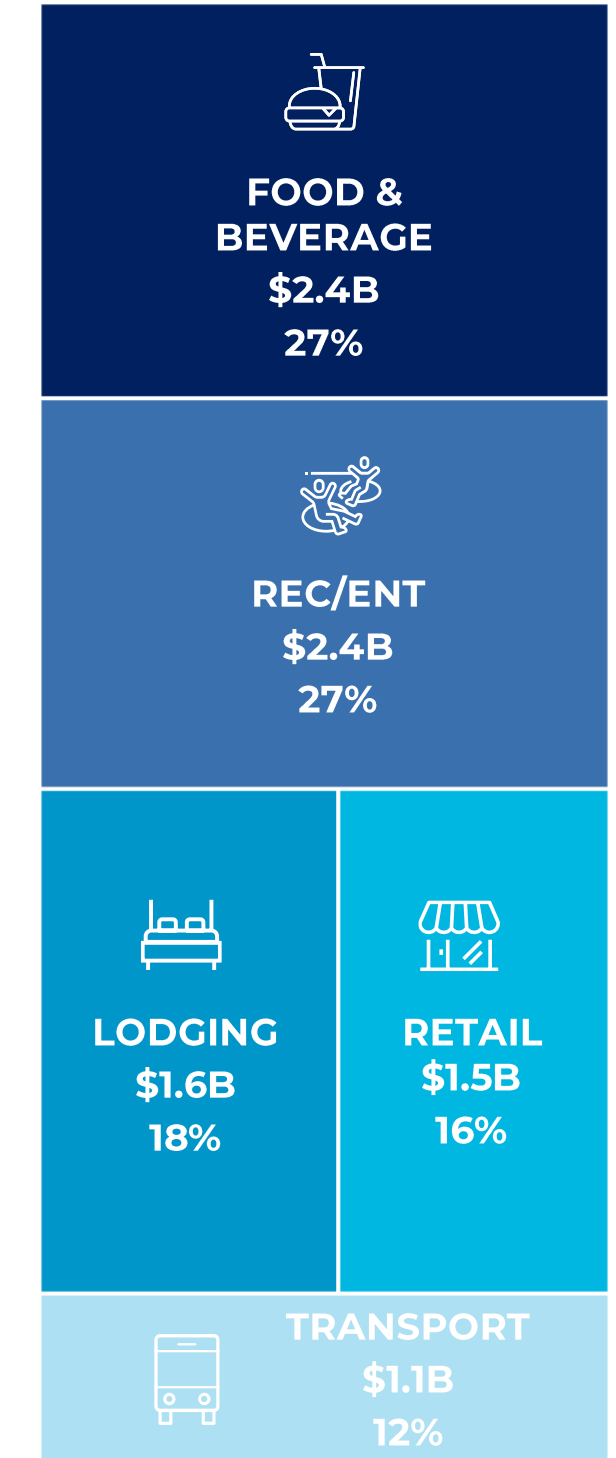 FOOD &
BEVERAGE
$2.4B
27%
REC/ENT
$2.4B
27%
LODGING
$1.6B
18%
RETAIL
$1.5B
16%
TRANSPORT
$1.1B
12%